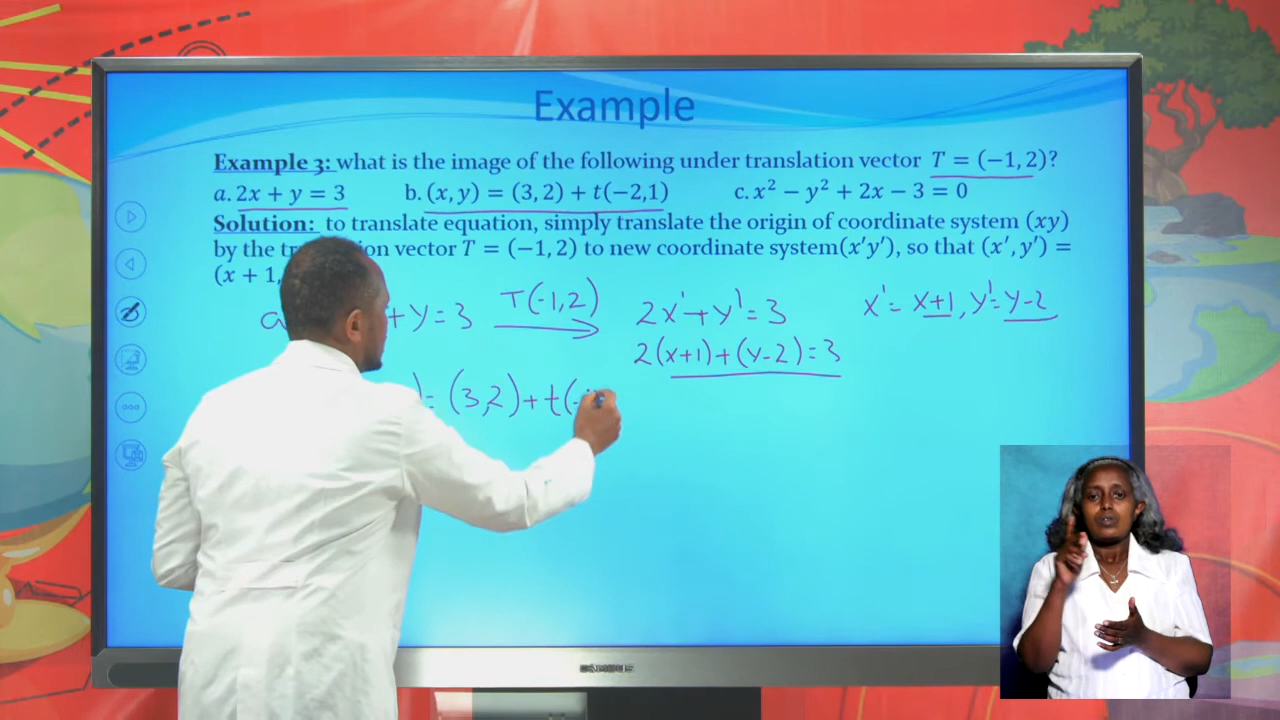 Example
Example 3: what is the image of the following under translation vector T = (−1, 2)?
a. 2x + y = 3 b. (x, y) = (3, 2) + t(−2,1) c. x² − y² + 2x − 3 = 0
Solution: to translate equation, simply translate the origin of coordinate system (xy)
by the vector T = (−1, 2) to new coordinate system(x'y'), so that (x', y') =
(x + 1,
a + y = 3 T(-1,2) 2x' + y' = 3 x' = x+1, y' = y-2
2(x+1) + (y-2) = 3
) = (3,2) + t(-